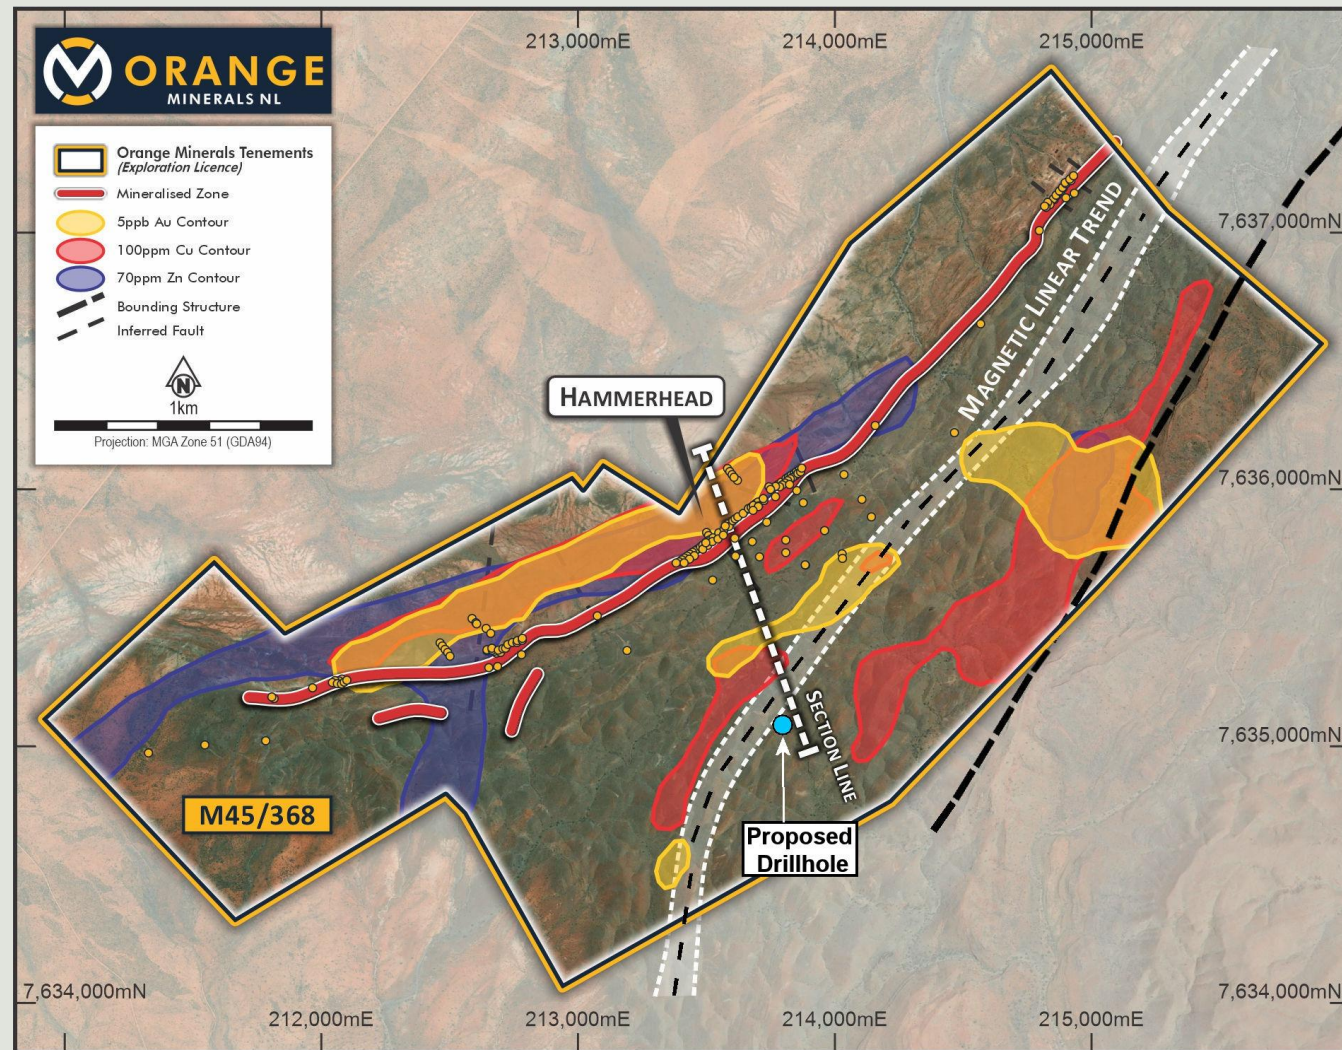 213,000mE
214,000mE
215,000mE
ORANGE
MINERALS NL
Orange Minerals Tenements
(Exploration Licence)
Mineralised Zone
5ppb Au Contour
100ppm Cu Contour
70ppm Zn Contour
Bounding Structure
Inferred Fault
N
1km
Projection: MGA Zone 51 (GDA94)
7,637,000mN
MAGNETIC LINEAR TREND
HAMMERHEAD
7,636,000mN
SECTION LINE
7,635,000mN
M45/368
Proposed
Drillhole
7,634,000mN
7,634,000mN
212,000mE
213,000mE
214,000mE
215,000mE